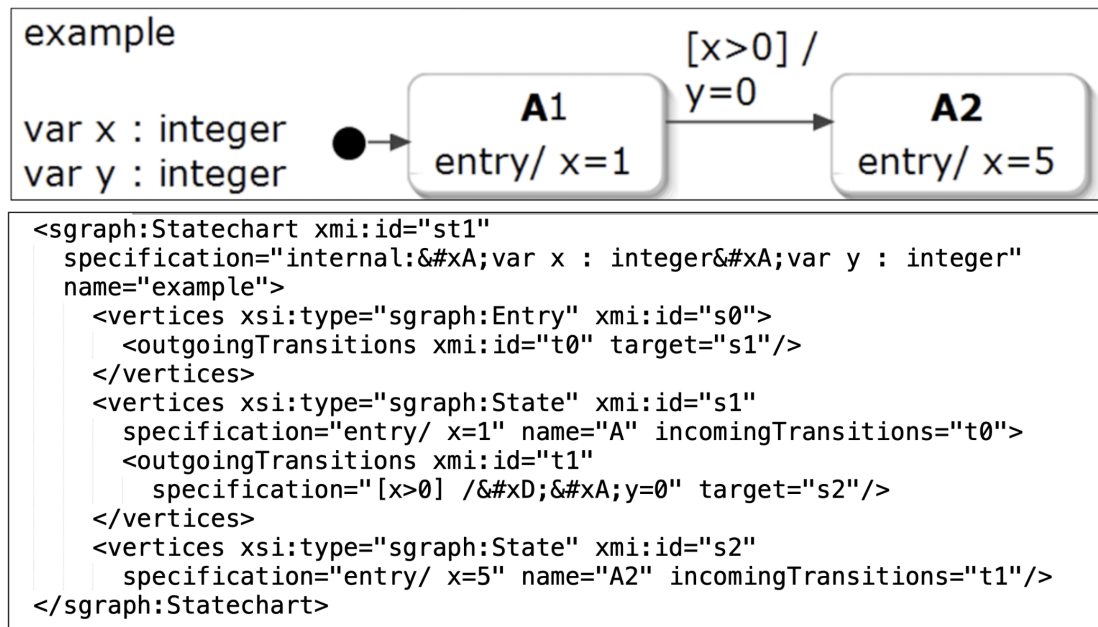 example
var x : integer
var y : integer
A1
entry/ x=1
[x>0] /
y=0
A2
entry/ x=5
<sgraph:Statechart xmi:id="st1"
specification="internal:&#xA;var x : integer&#xA;var y : integer"
name="example">
<vertices xsi:type="sgraph:Entry" xmi:id="s0">
<outgoingTransitions xmi:id="t0" target="s1"/>
</vertices>
<vertices xsi:type="sgraph:State" xmi:id="s1"
specification="entry/ x=1" name="A" incomingTransitions="t0">
<outgoingTransitions xmi:id="t1"
specification="[x>0] /&#xD;&#xA;y=0" target="s2"/>
</vertices>
<vertices xsi:type="sgraph:State" xmi:id="s2"
specification="entry/ x=5" name="A2" incomingTransitions="t1"/>
</sgraph:Statechart>